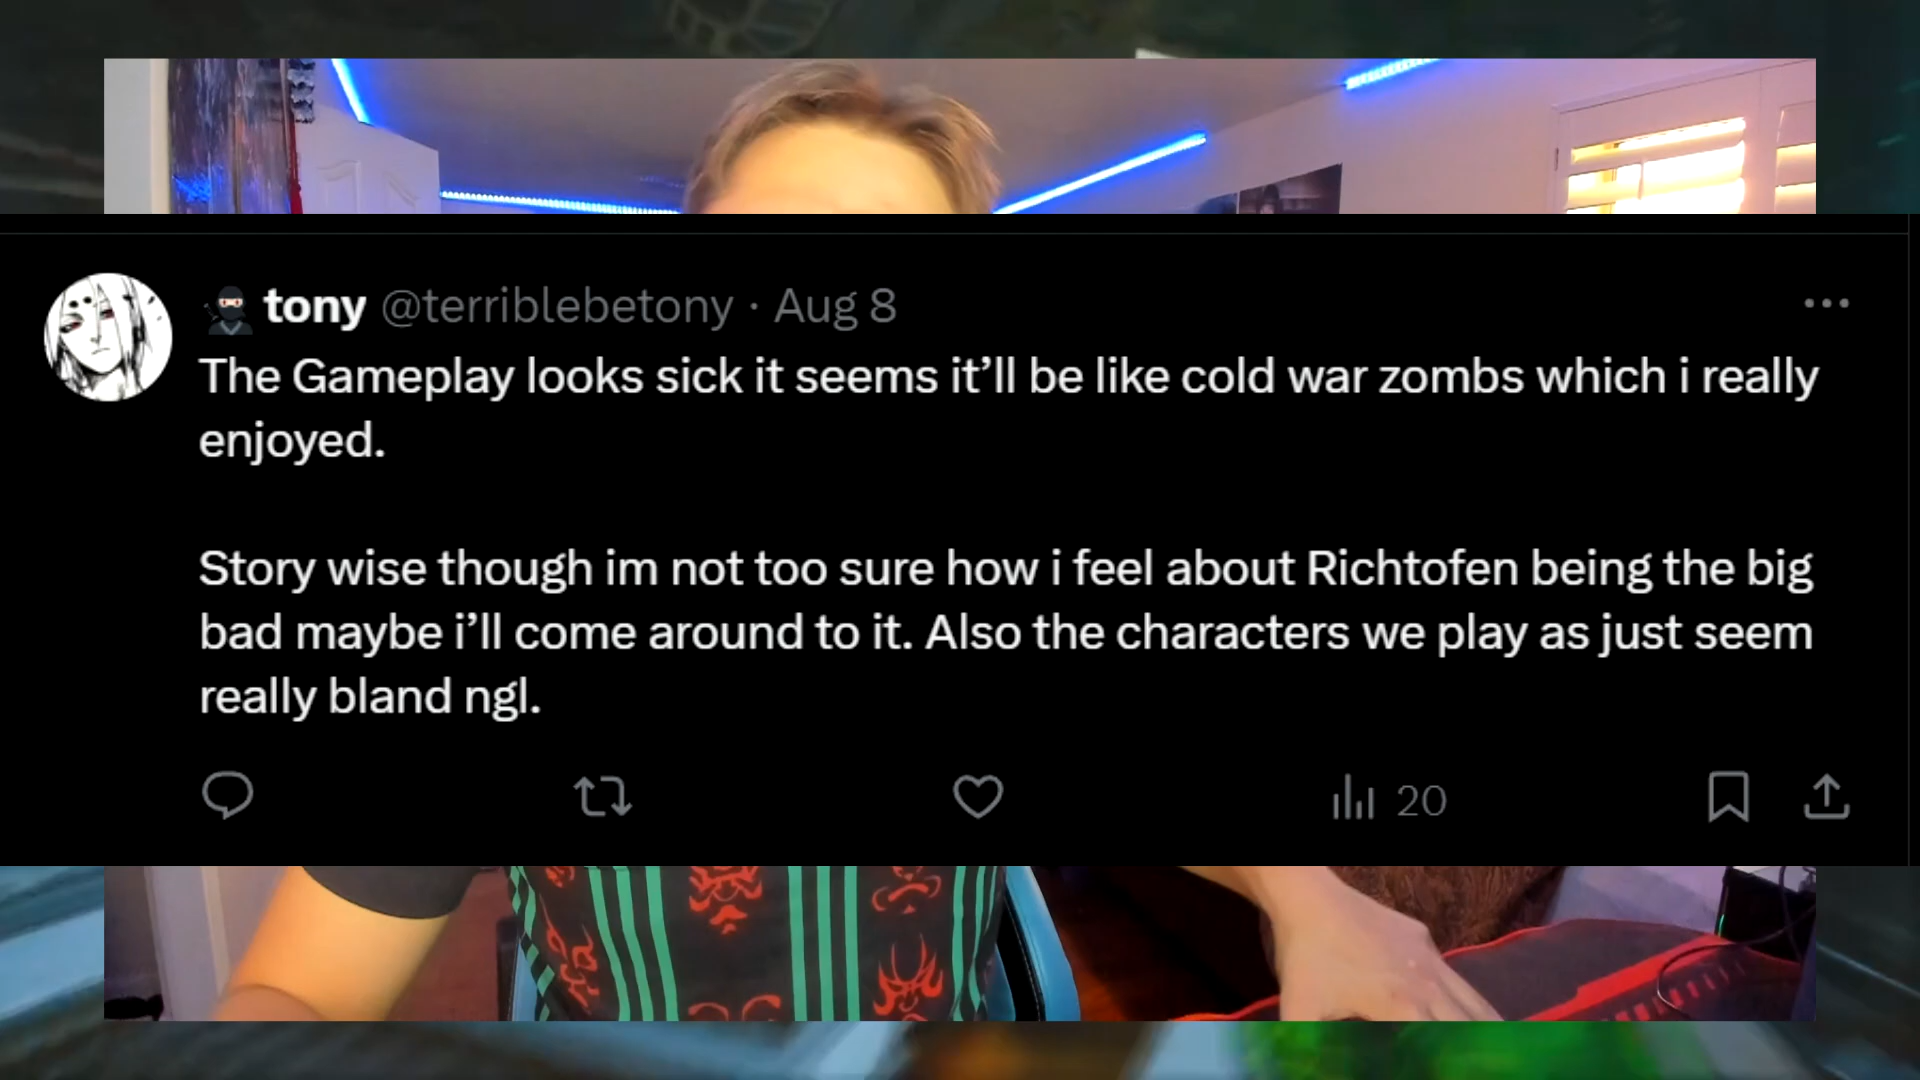 tony @terriblebetony · Aug 8
The Gameplay looks sick it seems it’ll be like cold war zombs which i really
enjoyed.
Story wise though im not too sure how i feel about Richtofen being the big
bad maybe i’ll come around to it. Also the characters we play as just seem
really bland ngl.
20